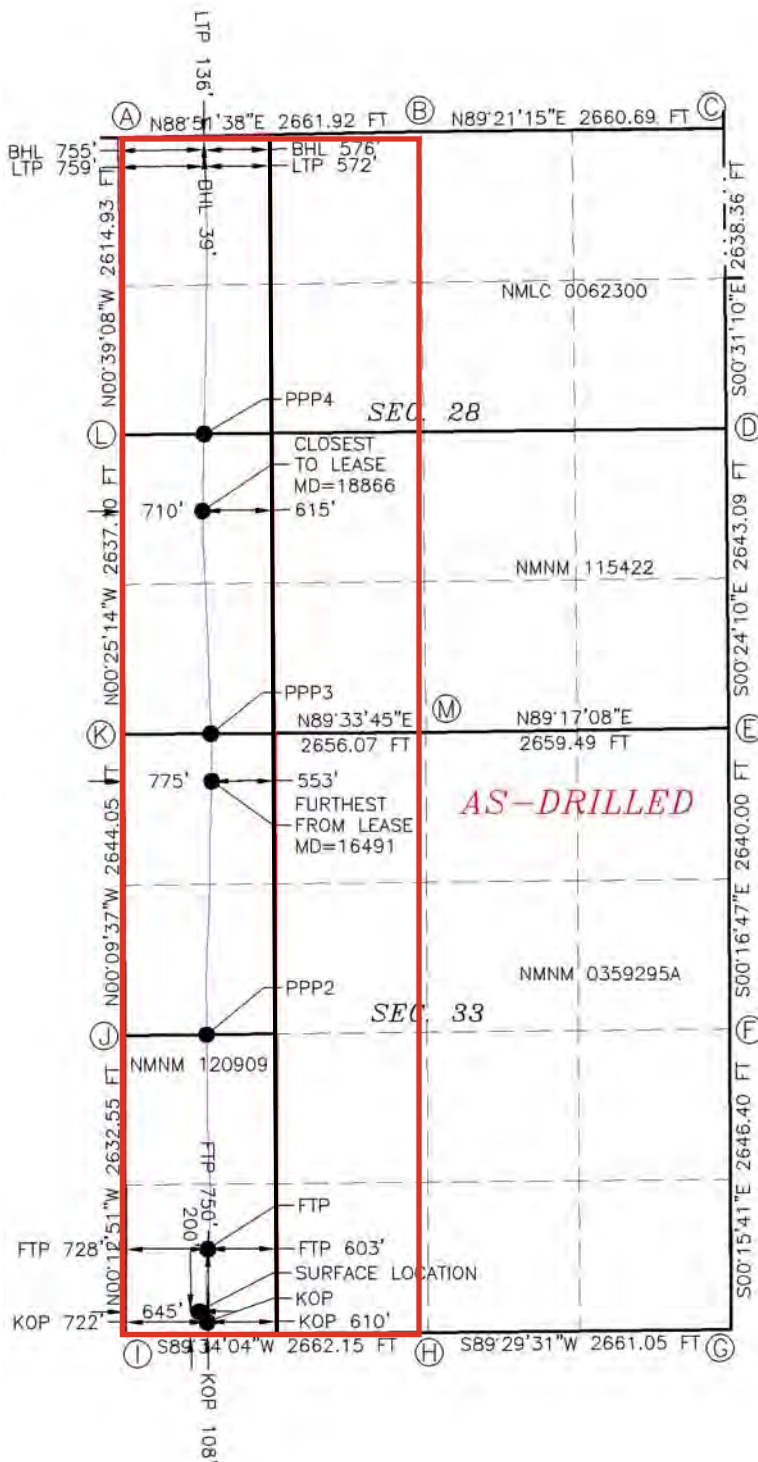 LTP 136'
A
B
C
N88°51'38"E 2661.92 FT
N89°21'15"E 2660.69 FT
BHL 755'
BHL 576'
LTP 759'
LTP 572'
BHL 39'
N00°39'08"W 2614.93 FT
S00°31'10"E 2638.36 FT
NMLC 0062300
PPP4
SEC. 28
L
D
CLOSEST
TO LEASE
MD=18866
710'
615'
N00°25'14"W
FT
S00°24'10"E 2643.09 FT
NMNM 115422
PPP3
M
K
N89°33'45"E
2656.07 FT
N89°17'08"E
2659.49 FT
E
775'
553'
FURTHEST
FROM LEASE
MD=16491
AS-DRILLED
N00°09'37"W 2644.05 FT
S00°16'47"E 2640.00 FT
NMNM 0359295A
PPP2
SEC. 33
J
F
NMNM 120909
N00°12'51"W 2632.55 FT
S00°15'41"E 2646.40 FT
FTP 750'
200'
FTP
FTP 728'
FTP 603'
SURFACE LOCATION
KOP
645'
KOP 722'
KOP 610'
I
S89°34'04"W 2662.15 FT
H
S89°29'31"W 2661.05 FT
G
KOP 108'